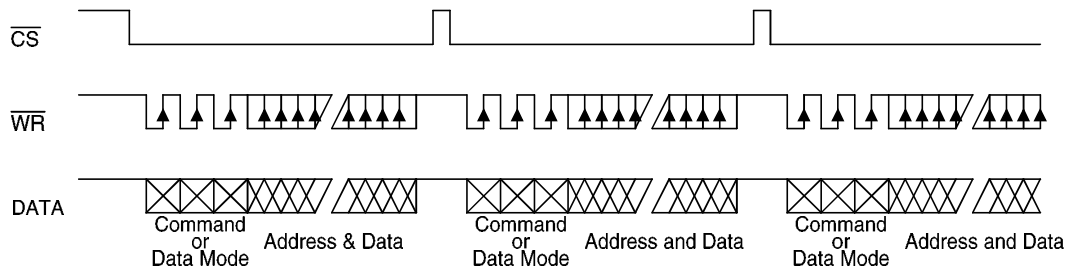 CS
WR
DATA
Command
or
Data Mode
Address & Data
Command
or
Data Mode
Address and Data
Command
or
Data Mode
Address and Data